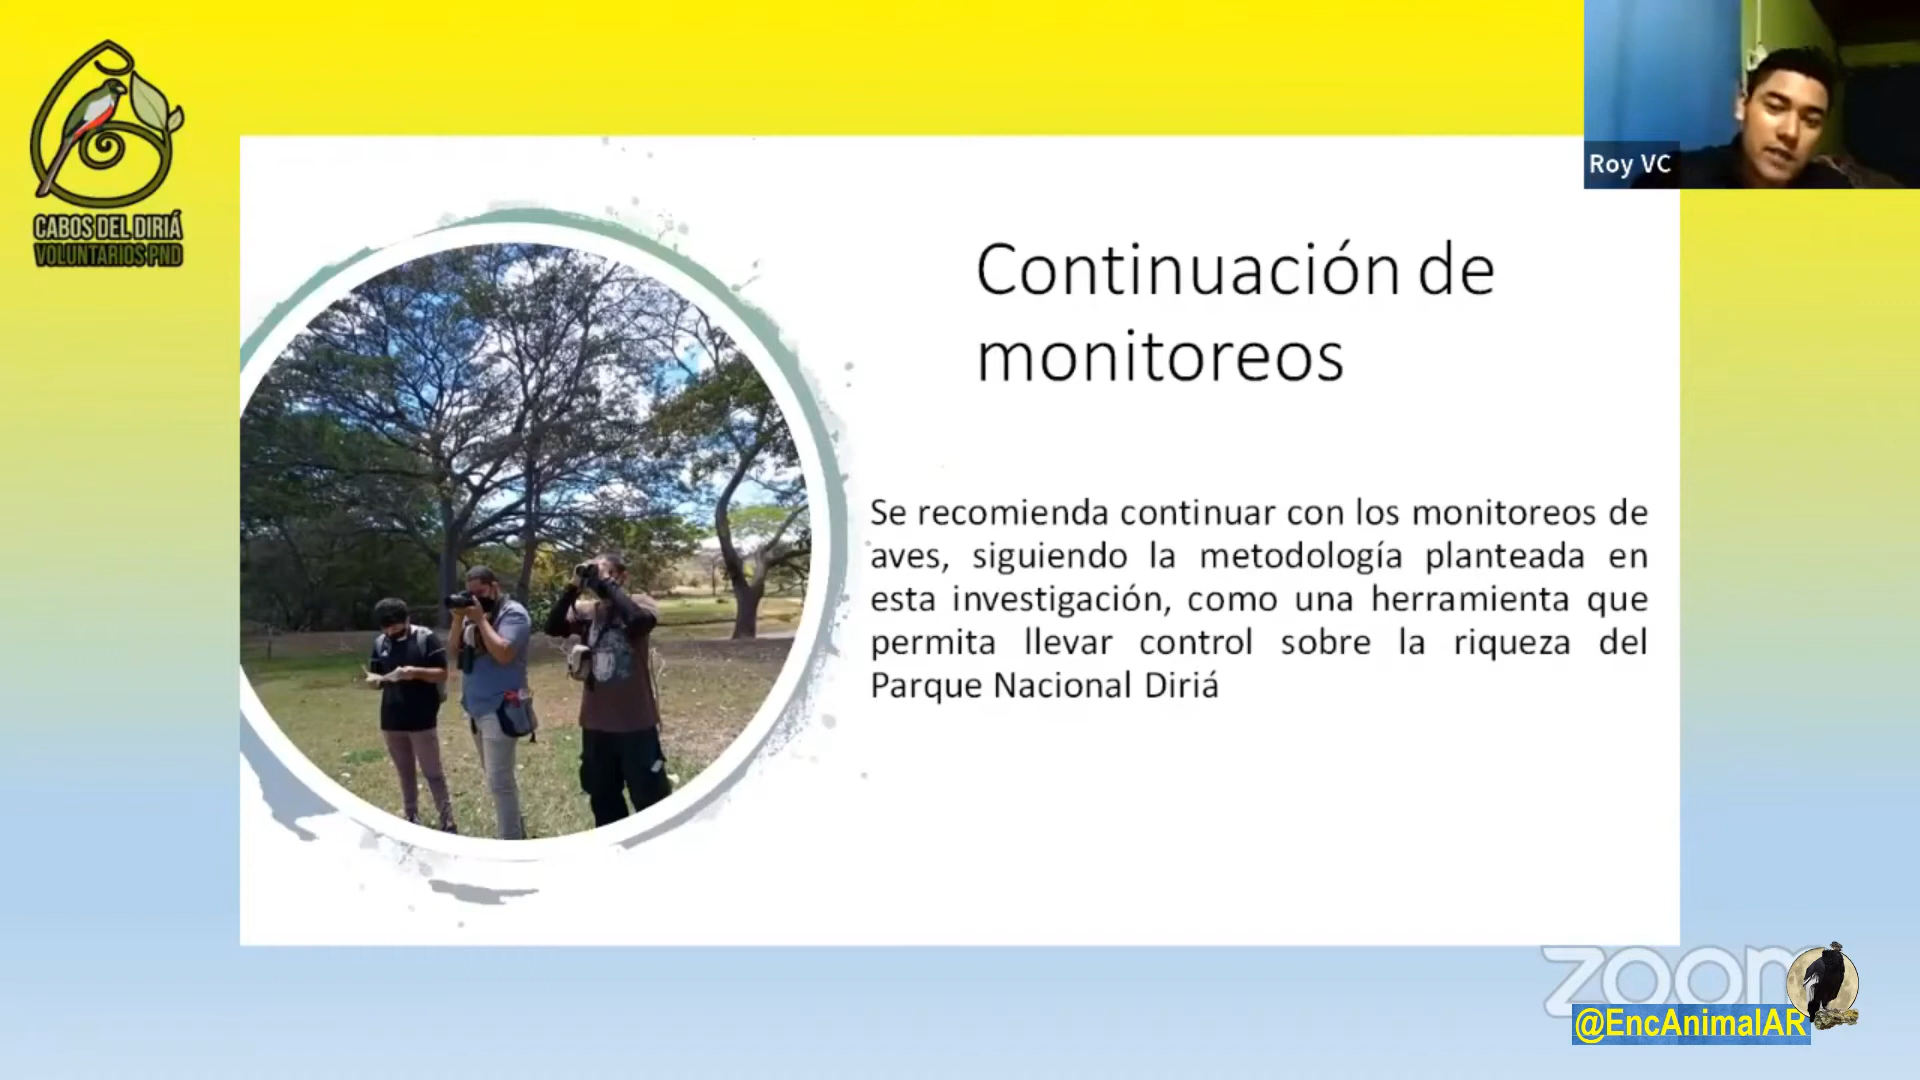 CABOS DEL DIRIÁ
VOLUNTARIOS PND
Roy VC
Continuación de
monitoreos
Se recomienda continuar con los monitoreos de
aves, siguiendo la metodología planteada en
esta investigación, como una herramienta que
permita llevar control sobre la riqueza del
Parque Nacional Diriá
zoom
@EncAnimalAR